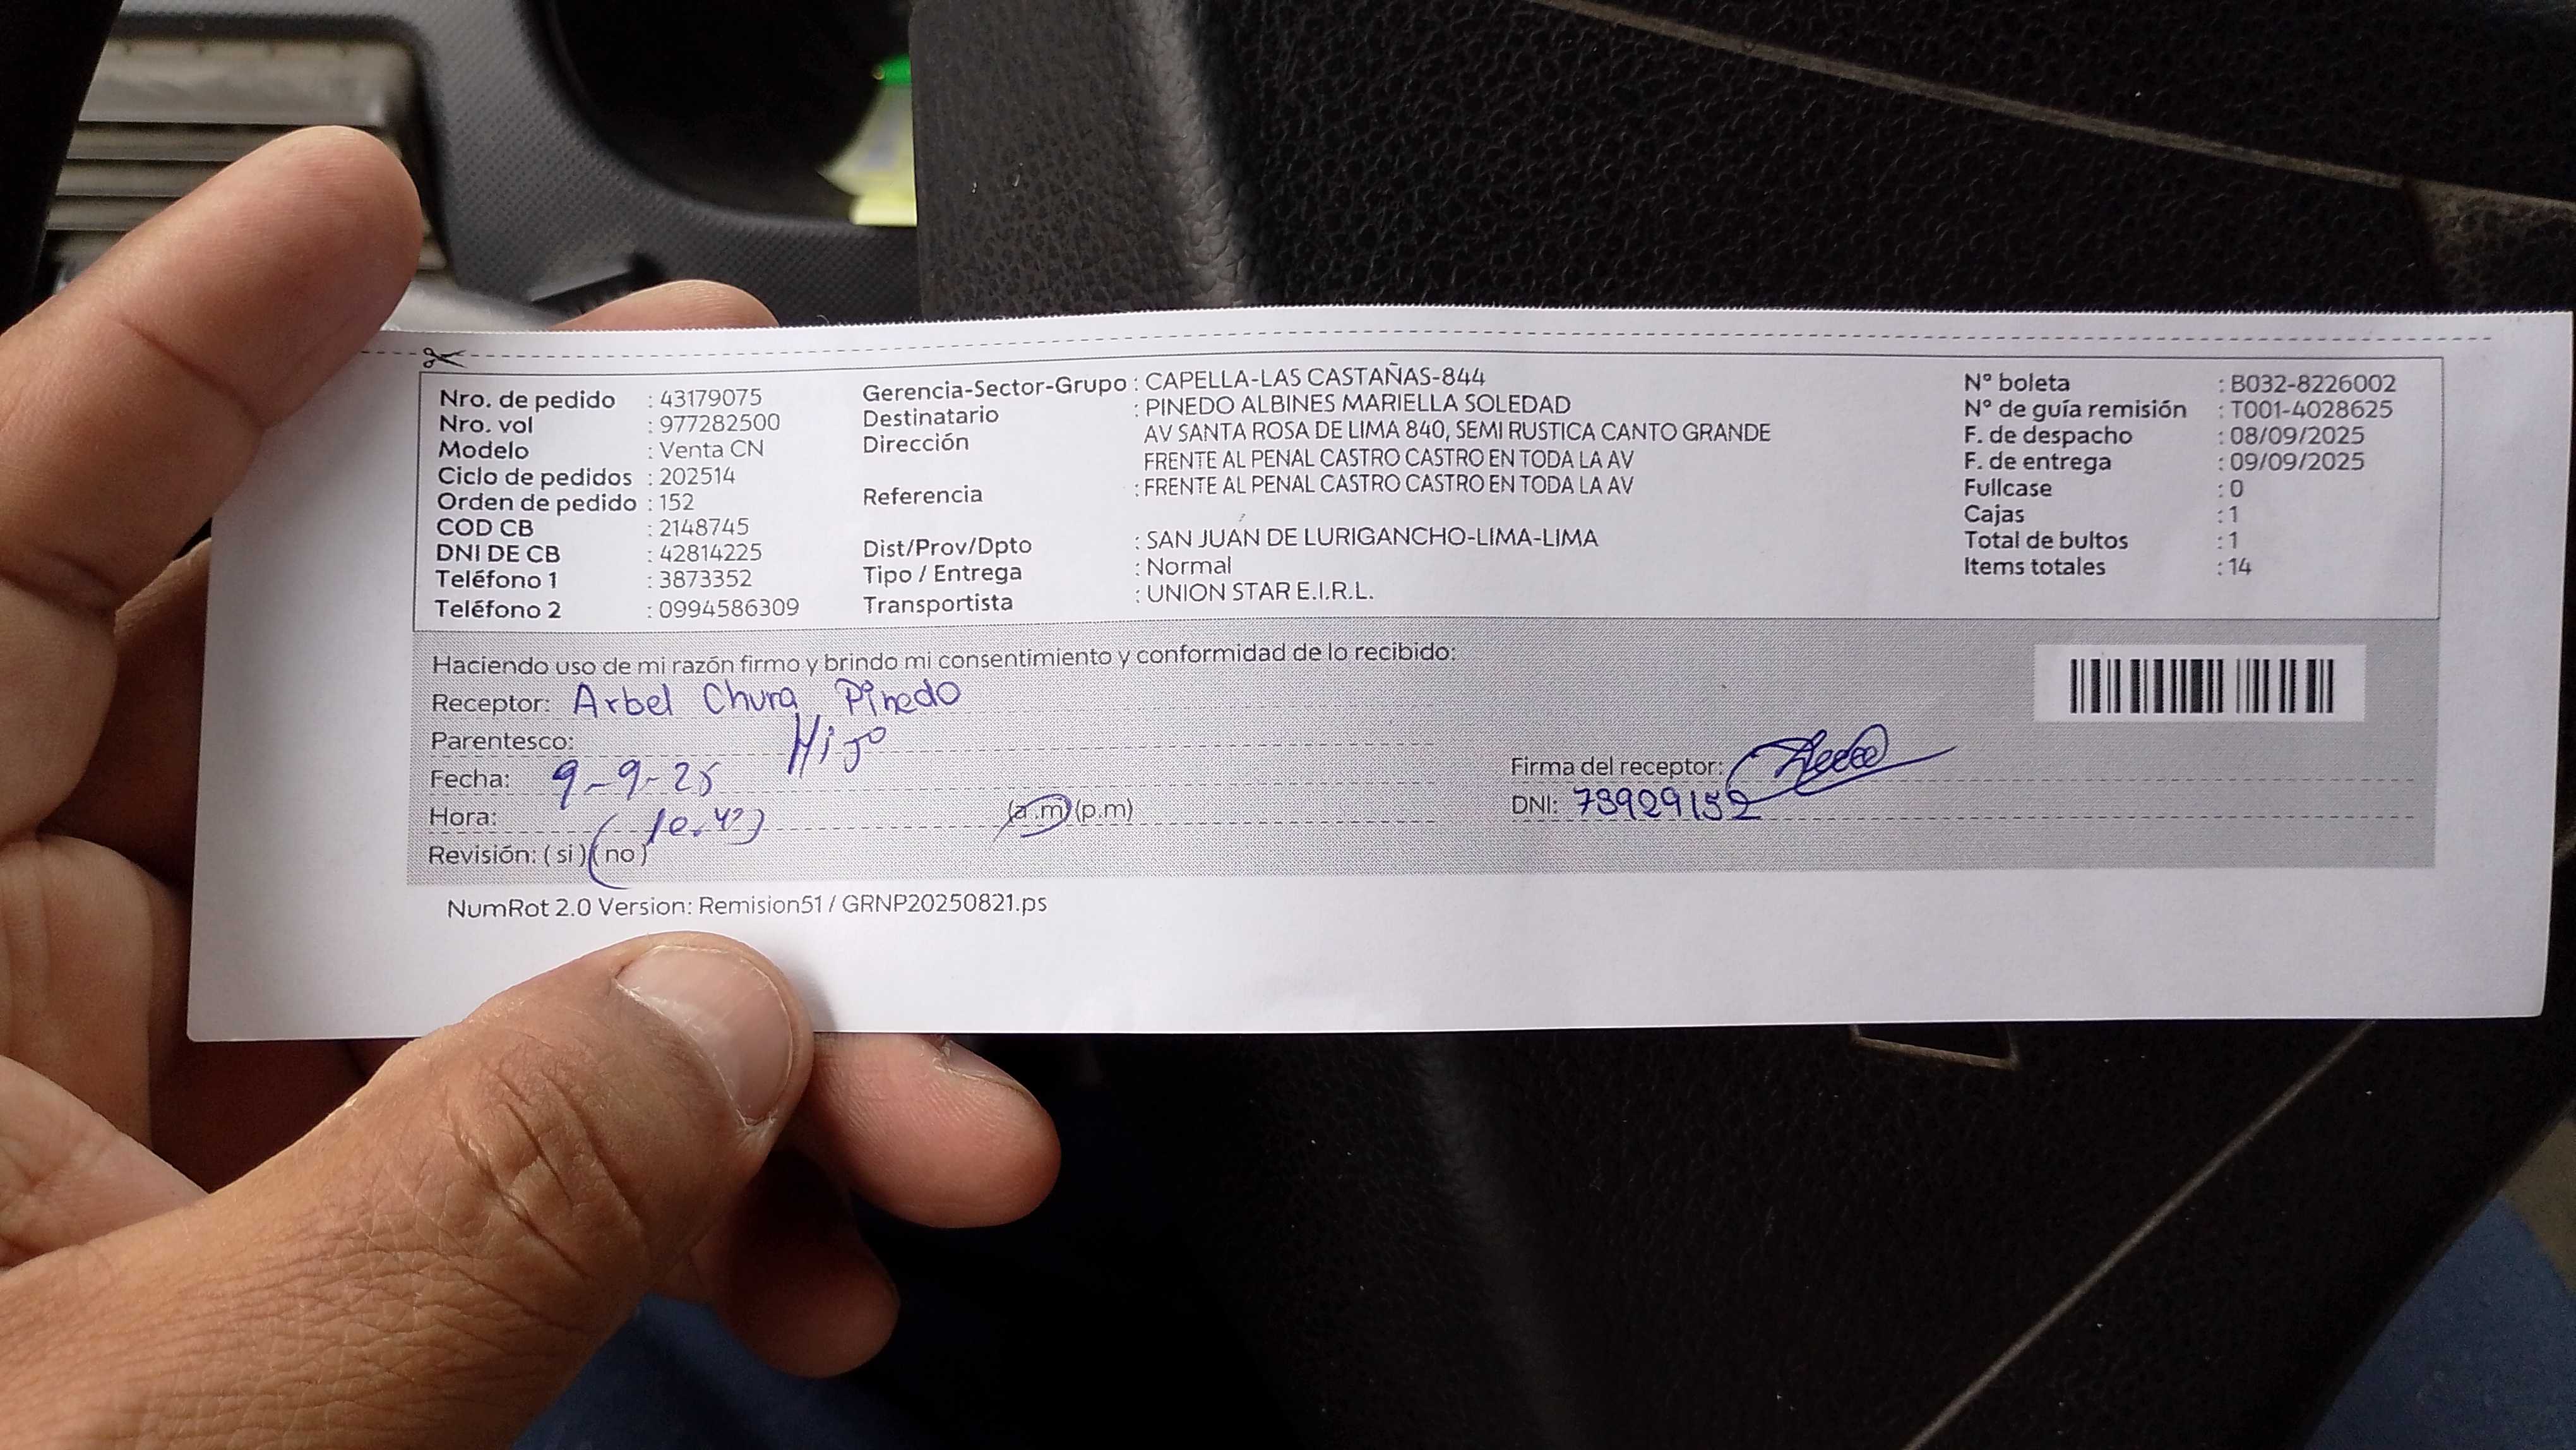 Nro. de pedido : 43179075
Nro. vol : 977282500
Modelo : Venta CN
Ciclo de pedidos : 202514
Orden de pedido : 152
COD CB : 2148745
DNI DE CB : 42814225
Teléfono 1 : 3873352
Teléfono 2 : 0994586309
Gerencia-Sector-Grupo : CAPELLA-LAS CASTAÑAS-844
Destinatario : PINEDO ALBINES MARIELLA SOLEDAD
Dirección AV SANTA ROSA DE LIMA 840, SEMI RUSTICA CANTO GRANDE
FRENTE AL PENAL CASTRO CASTRO EN TODA LA AV
Referencia : FRENTE AL PENAL CASTRO CASTRO EN TODA LA AV
Dist/Prov/Dpto : SAN JUAN DE LURIGANCHO-LIMA-LIMA
Tipo / Entrega : Normal
Transportista : UNION STAR E.I.R.L.
N° boleta : B032-8226002
N° de guía remisión : T001-4028625
F. de despacho : 08/09/2025
F. de entrega : 09/09/2025
Fullcase : 0
Cajas : 1
Total de bultos : 1
Items totales : 14
Haciendo uso de mi razón firmo y brindo mi consentimiento y conformidad de lo recibido:
Receptor: Arbel Chura Pinedo
Parentesco: Hijo
Fecha: 9-9-25
Hora: (a.m) (p.m)
Revisión: ( si ) ( no )
Firma del receptor:
DNI: 73929152
NumRot 2.0 Version: Remision51 / GRNP20250821.ps